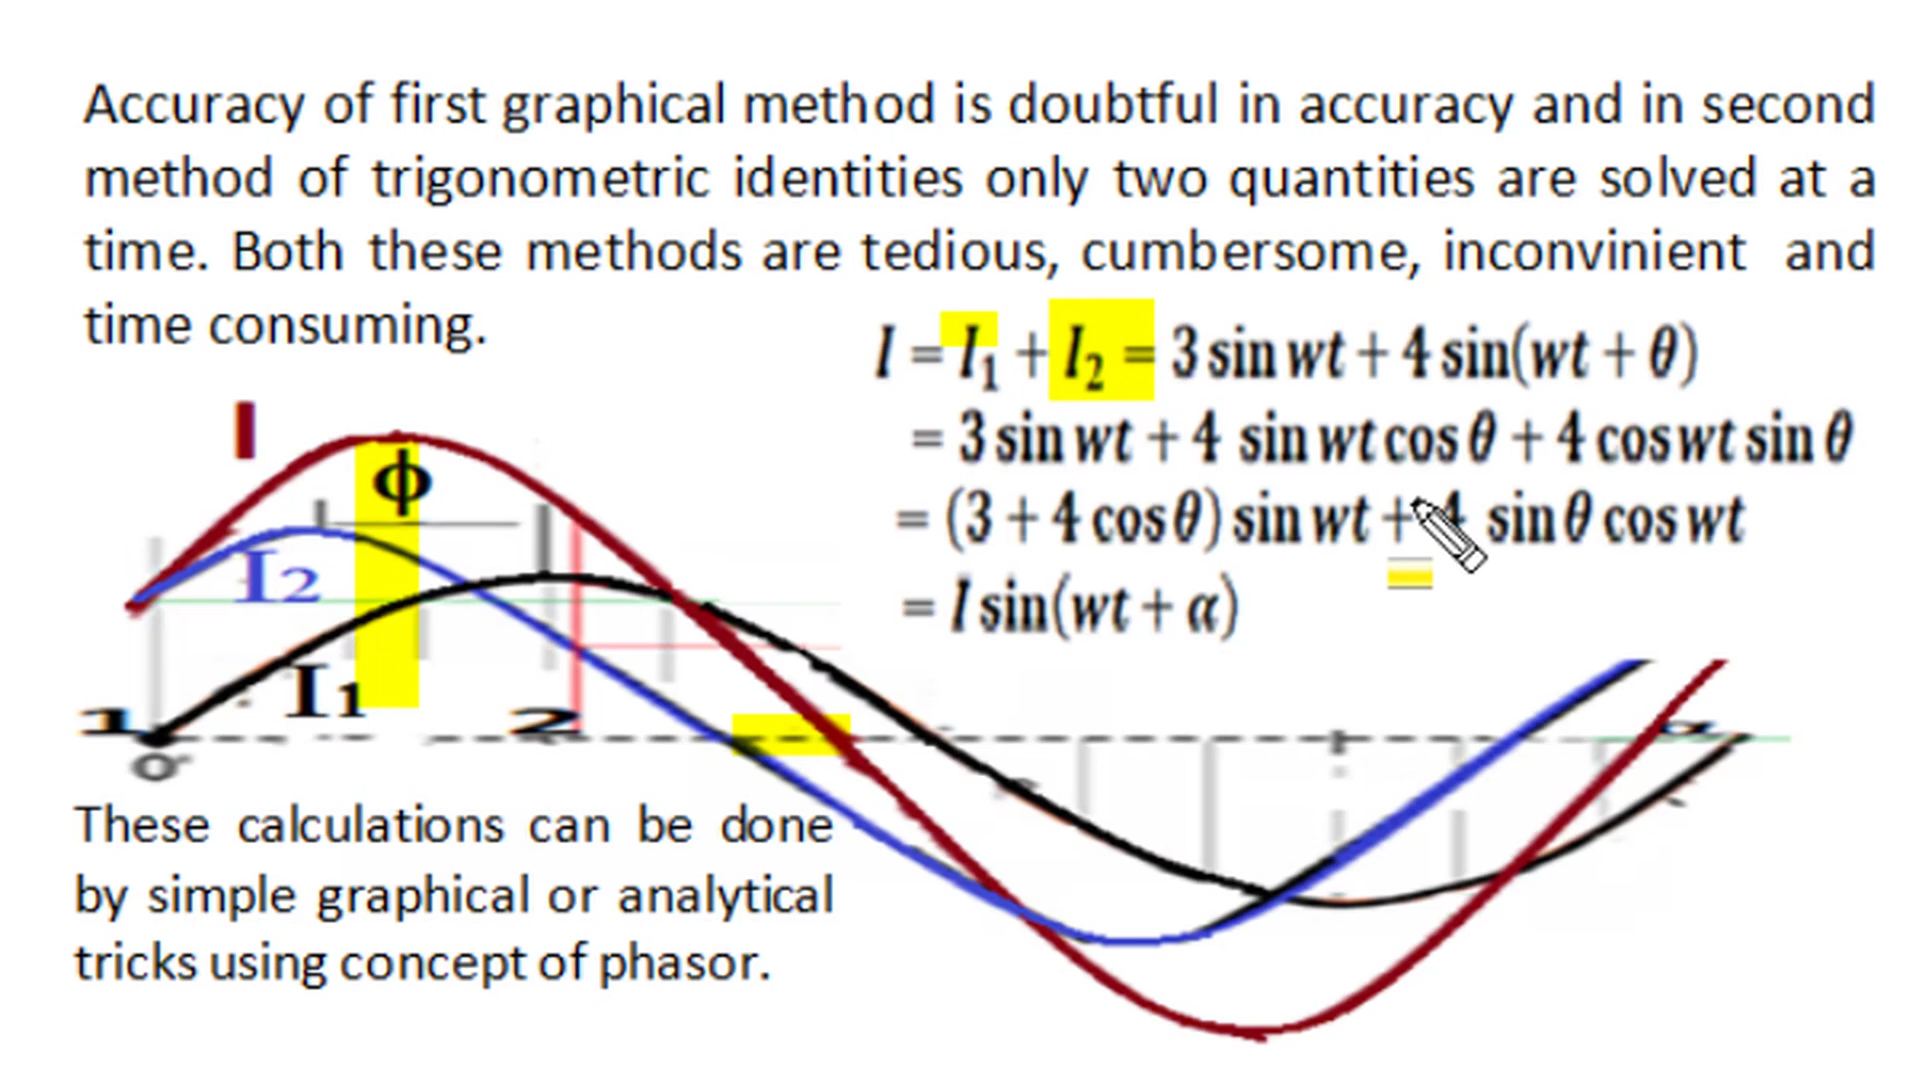 Accuracy of first graphical method is doubtful in accuracy and in second
method of trigonometric identities only two quantities are solved at a
time. Both these methods are tedious, cumbersome, inconvinient and
time consuming.
I = I₁ + I₂ = 3 sin wt + 4 sin(wt + θ)
= 3 sin wt + 4 sin wt cos θ + 4 cos wt sin θ
= (3 + 4 cos θ) sin wt + 4 sin θ cos wt
= I sin(wt + α)
I
ϕ
I₂
I₁
1
2
These calculations can be done
by simple graphical or analytical
tricks using concept of phasor.